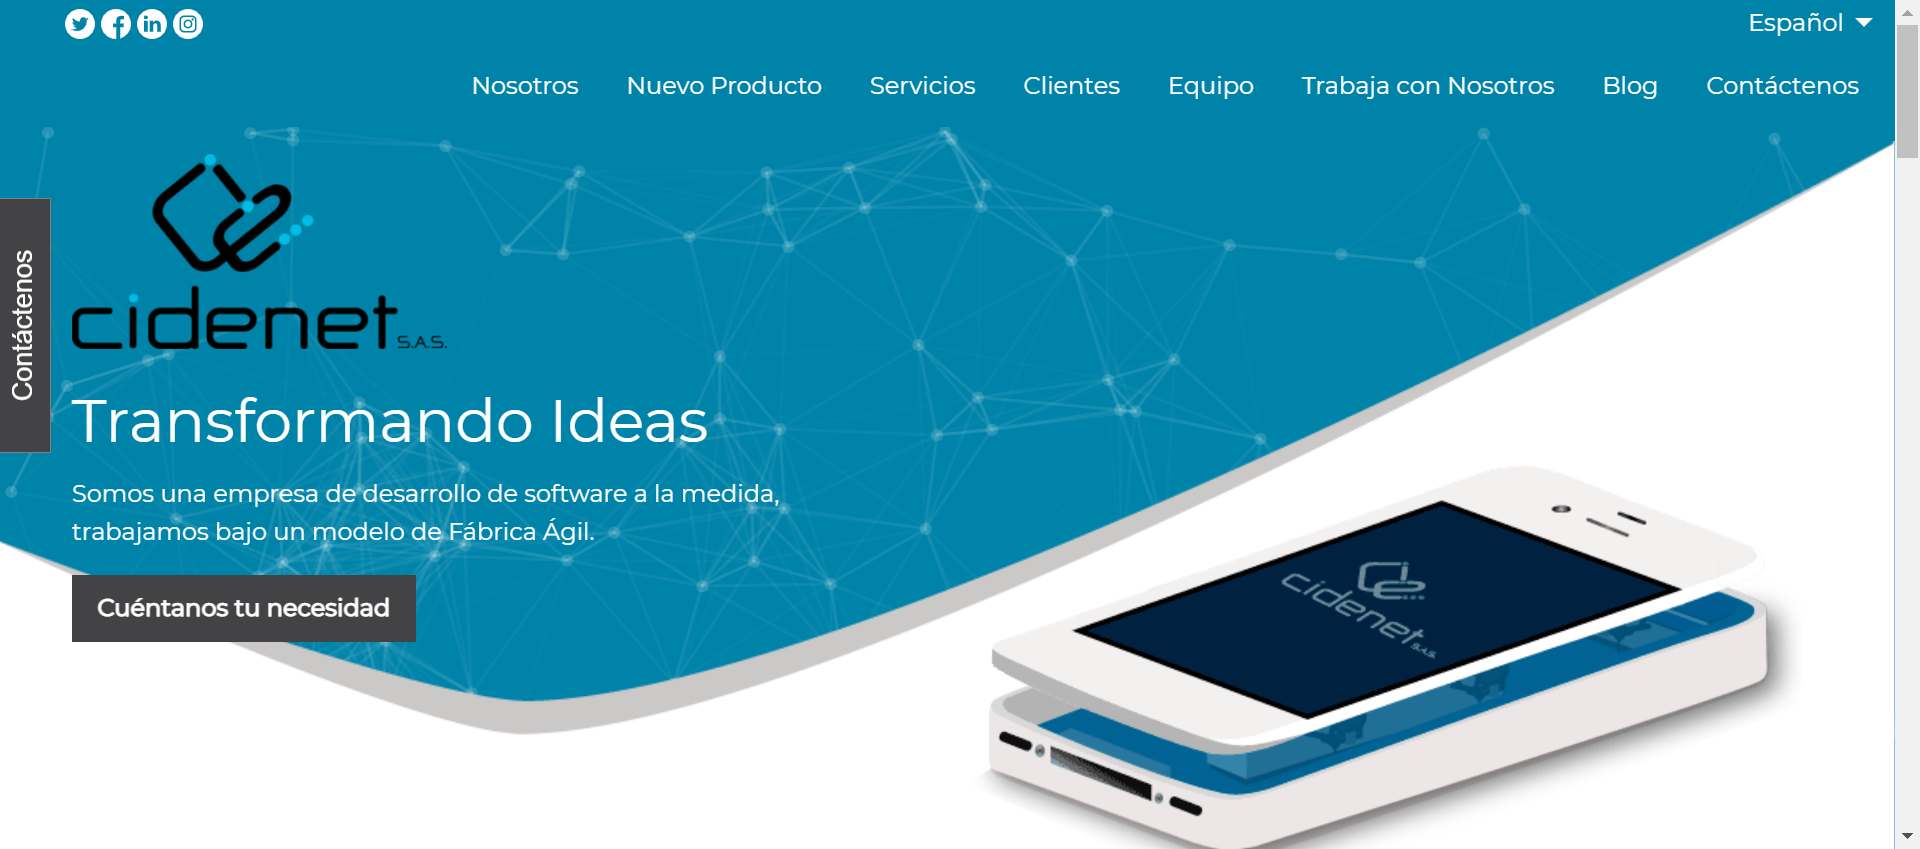 Español
Nosotros Nuevo Producto Servicios Clientes Equipo Trabaja con Nosotros Blog Contáctenos
Contáctenos
cidenet S.A.S.
Transformando Ideas
Somos una empresa de desarrollo de software a la medida,
trabajamos bajo un modelo de Fábrica Ágil.
Cuéntanos tu necesidad
cidenet S.A.S.